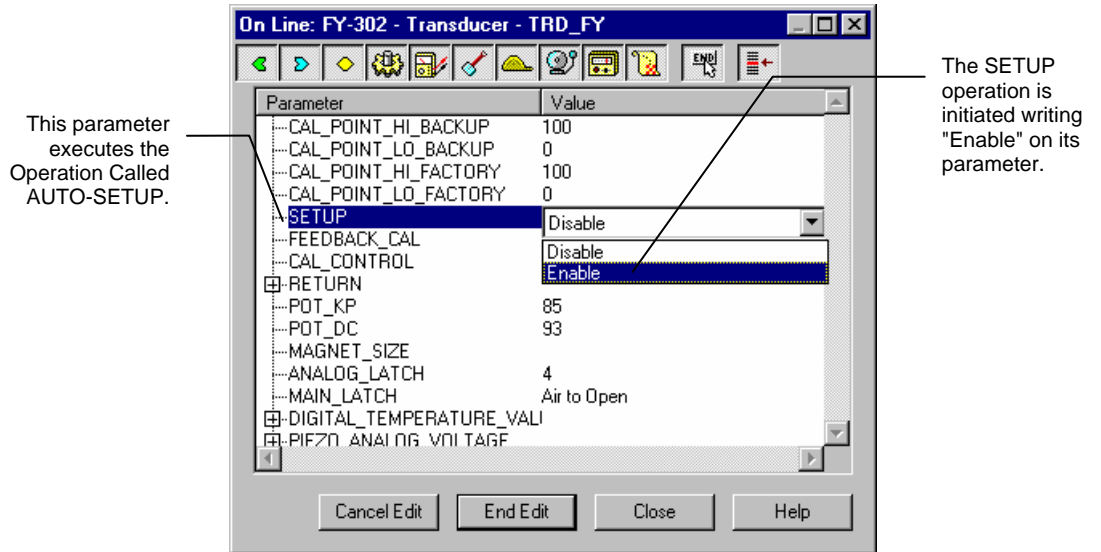 On Line: FY-302 - Transducer - TRD_FY
END
Parameter Value
CAL_POINT_HI_BACKUP 100
CAL_POINT_LO_BACKUP 0
CAL_POINT_HI_FACTORY 100
CAL_POINT_LO_FACTORY 0
SETUP Disable
FEEDBACK_CAL Disable
CAL_CONTROL Enable
RETURN
POT_KP 85
POT_DC 93
MAGNET_SIZE
ANALOG_LATCH 4
MAIN_LATCH Air to Open
DIGITAL_TEMPERATURE_VAL
PIEZO_ANALOG_VOLTAGE
Cancel Edit End Edit Close Help
This parameter
executes the
Operation Called
AUTO-SETUP.
The SETUP
operation is
initiated writing
"Enable" on its
parameter.